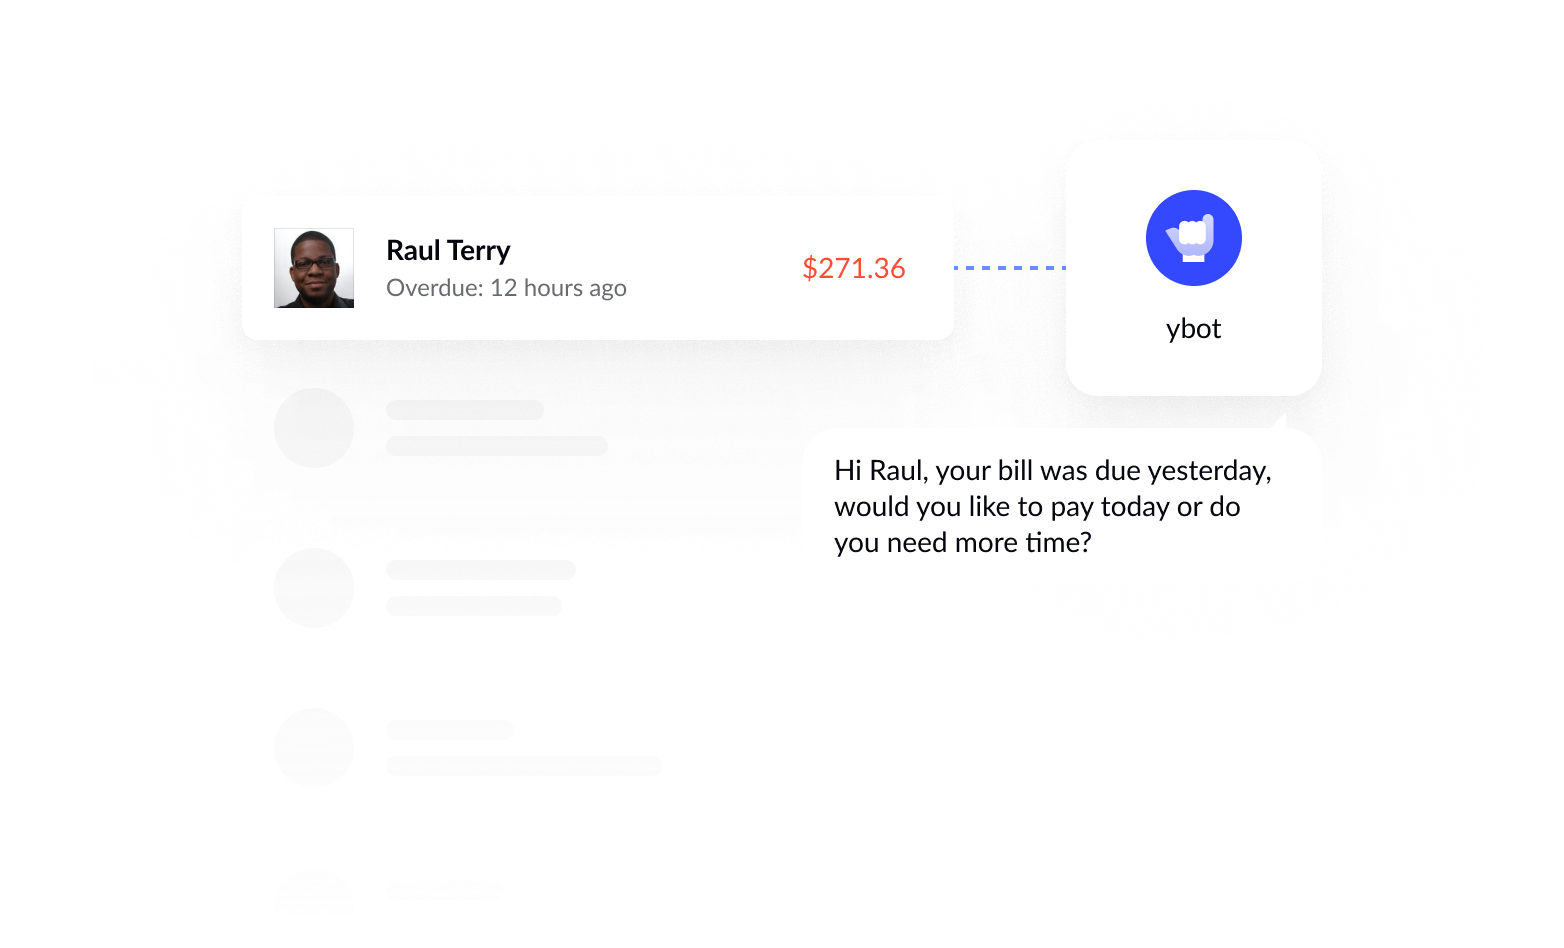 Raul Terry
Overdue: 12 hours ago
$271.36
ybot
Hi Raul, your bill was due yesterday,
would you like to pay today or do
you need more time?